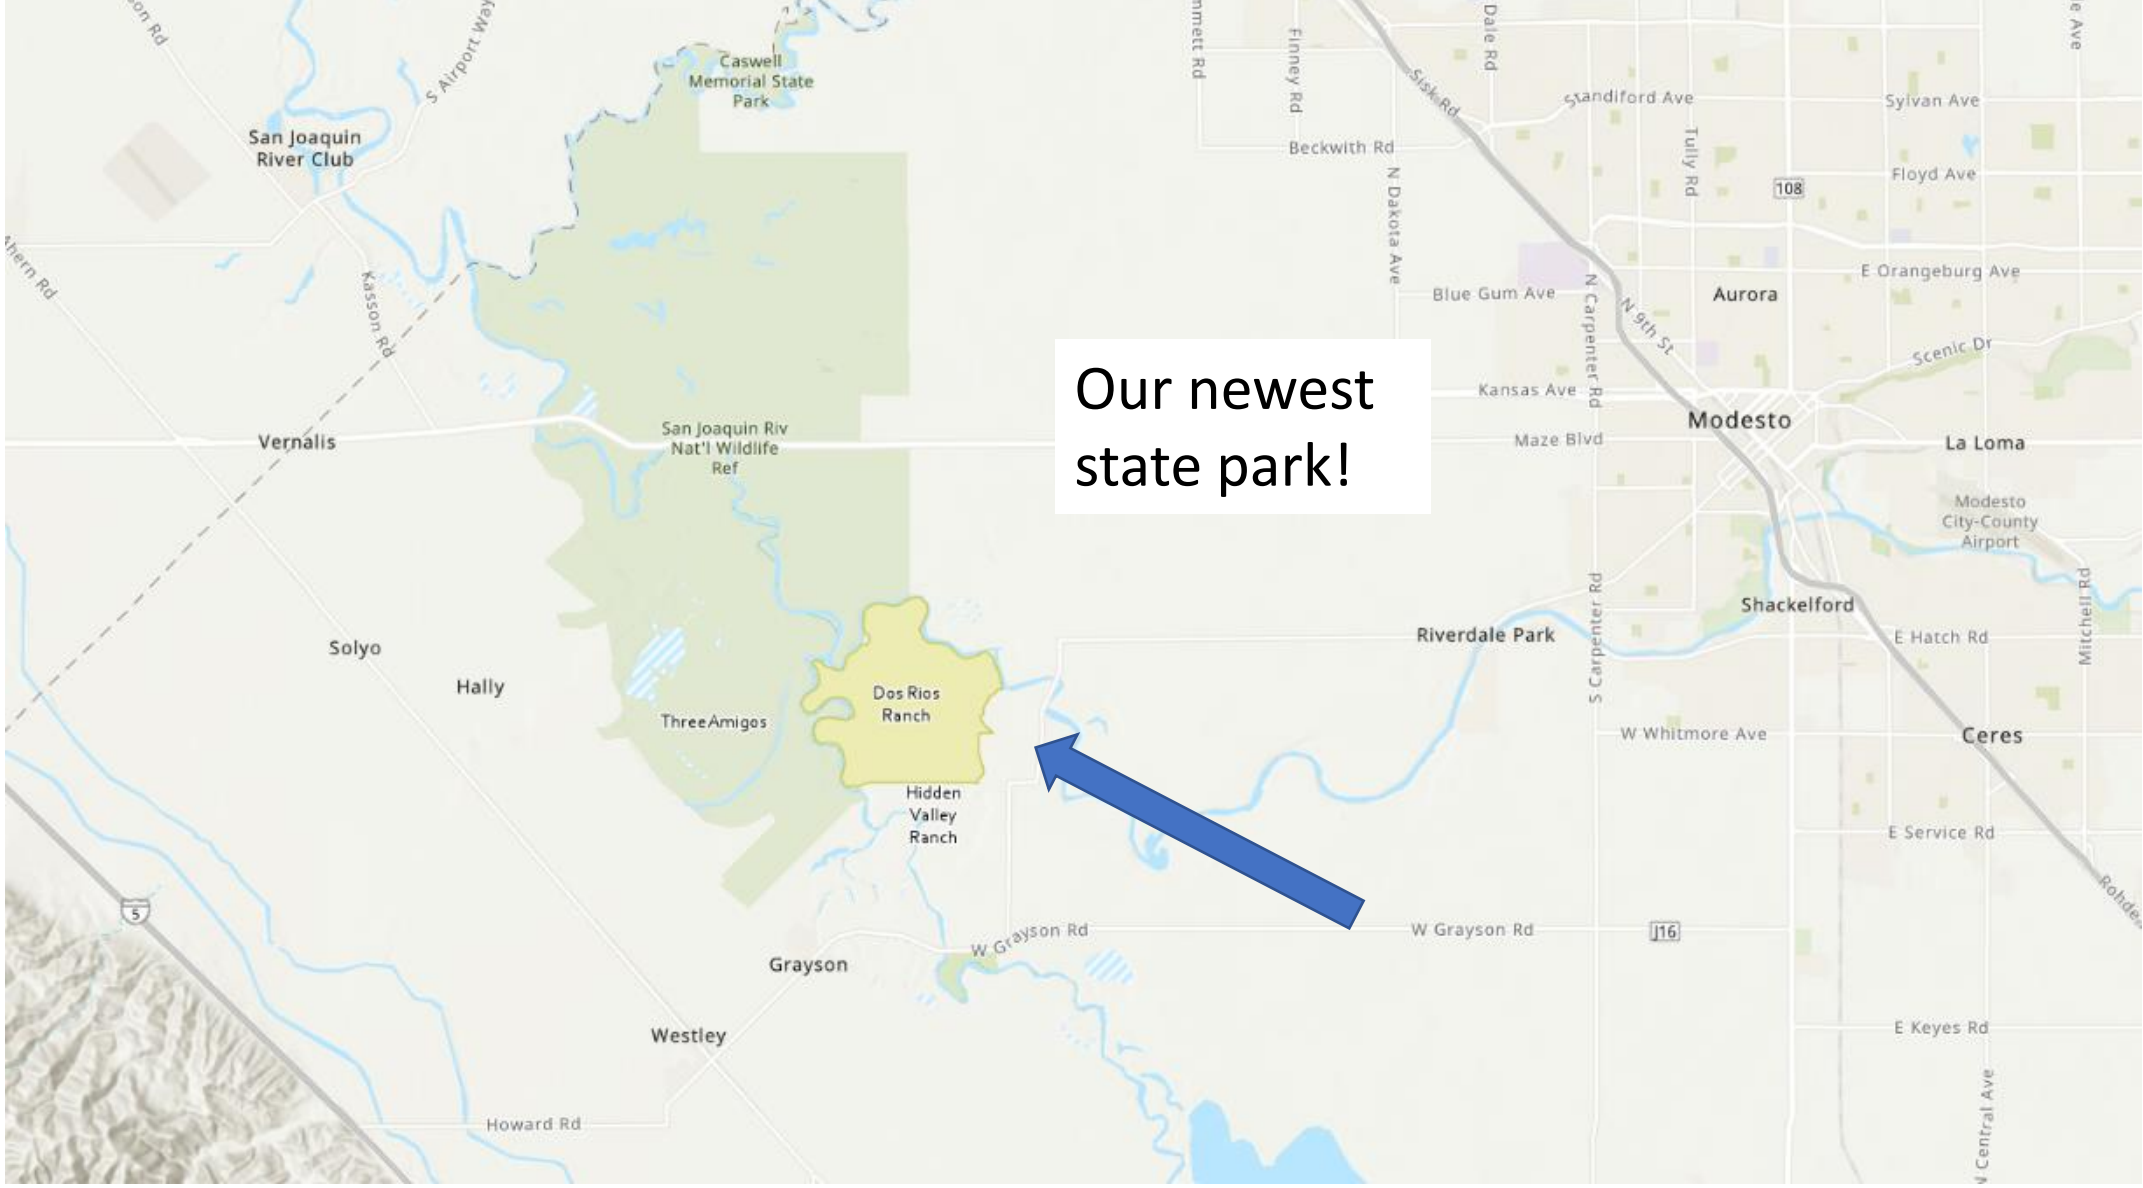 Caswell
Memorial State
Park
S Airport Way
San Joaquin
River Club
Kasson Rd
Vernalis
San Joaquin Riv
Nat'l Wildlife
Ref
Solyo
Hally
Three Amigos
Dos Rios
Ranch
Hidden
Valley
Ranch
Our newest
state park!
Finney Rd
Dale Rd
Sisk Rd
Standiford Ave
Sylvan Ave
Beckwith Rd
Tully Rd
108
Floyd Ave
N Dakota Ave
E Orangeburg Ave
Blue Gum Ave
N Carpenter Rd
N 9th St
Aurora
Scenic Dr
Kansas Ave
Modesto
Maze Blvd
La Loma
Modesto
City-County
Airport
S Carpenter Rd
Shackelford
Mitchell Rd
Riverdale Park
E Hatch Rd
W Whitmore Ave
Ceres
E Service Rd
5
W Grayson Rd
W Grayson Rd
J16
Grayson
Westley
E Keyes Rd
Howard Rd
N Central Ave